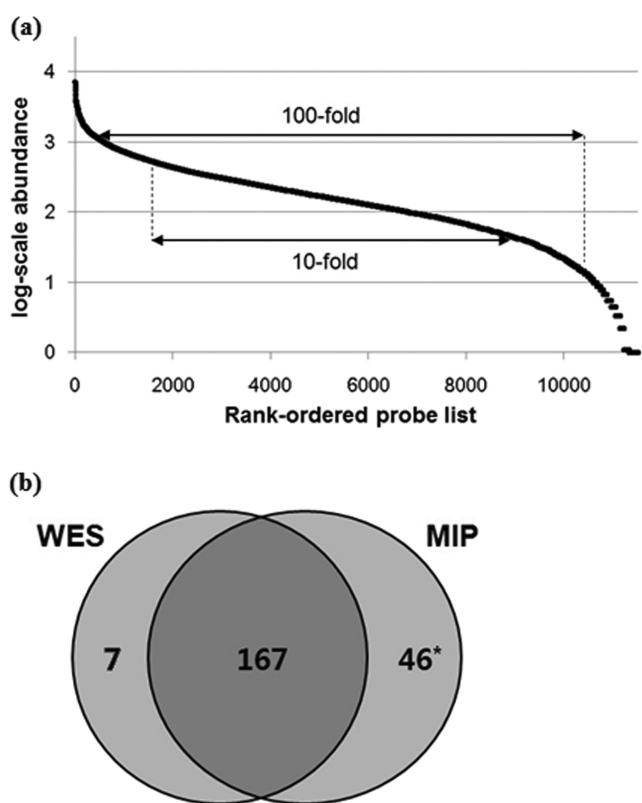 (a)
4
3
2
1
0
log-scale abundance
100-fold
10-fold
0 2000 4000 6000 8000 10000
Rank-ordered probe list
(b)
WES MIP
7 167 46*